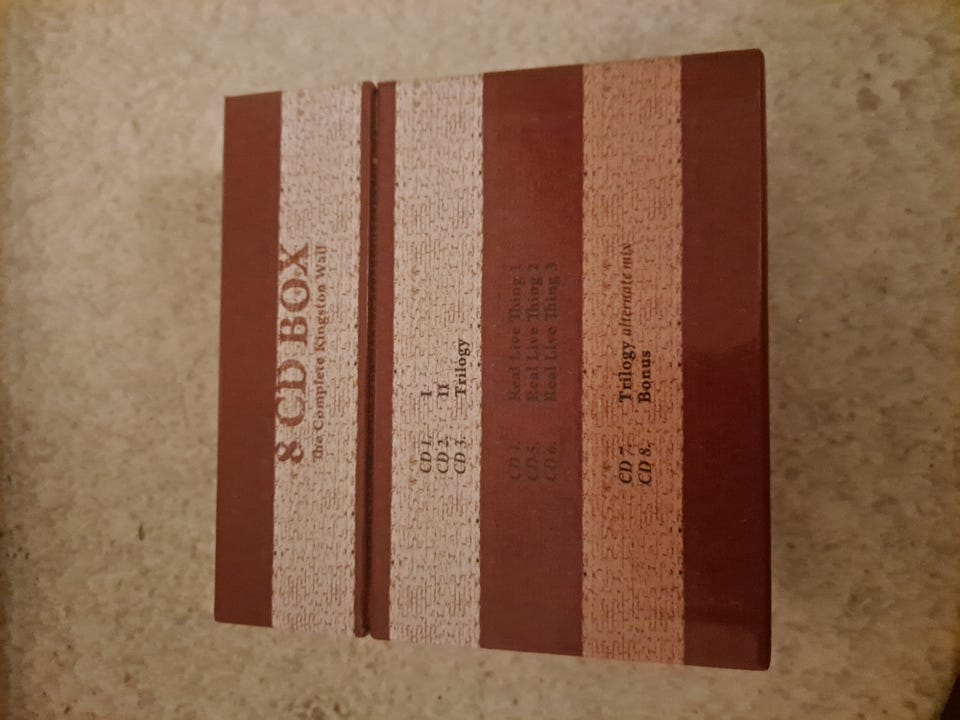 8 CD BOX
The Complete Kingston Wall
CD 1. I
CD 2. II
CD 3. Trilogy
CD 4. Real Live Thing 1
CD 5. Real Live Thing 2
CD 6. Real Live Thing 3
CD 7. Trilogy alternate mix
CD 8. Bonus